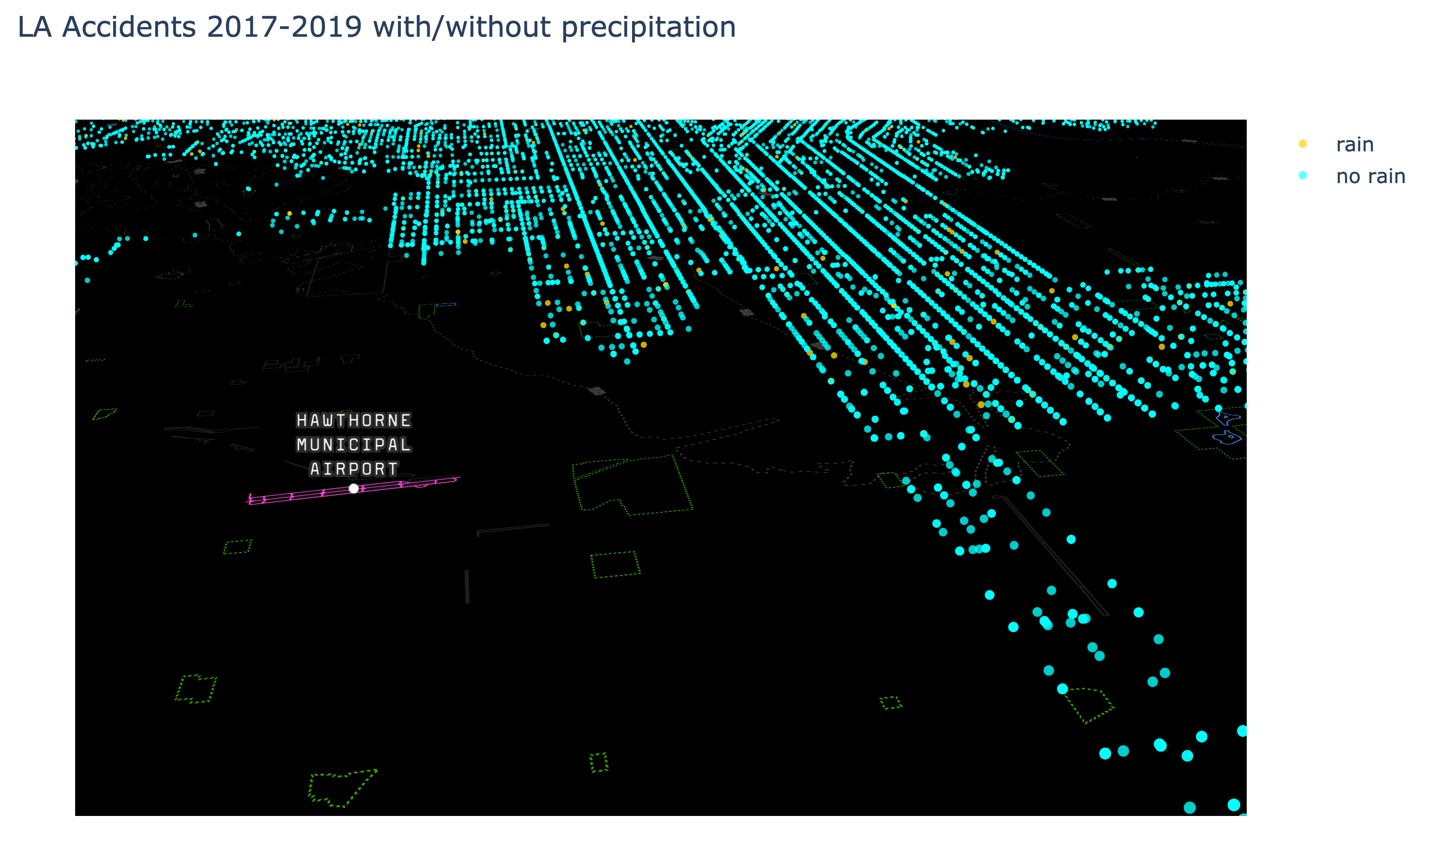 LA Accidents 2017-2019 with/without precipitation
rain
no rain
HAWTHORNE
MUNICIPAL
AIRPORT